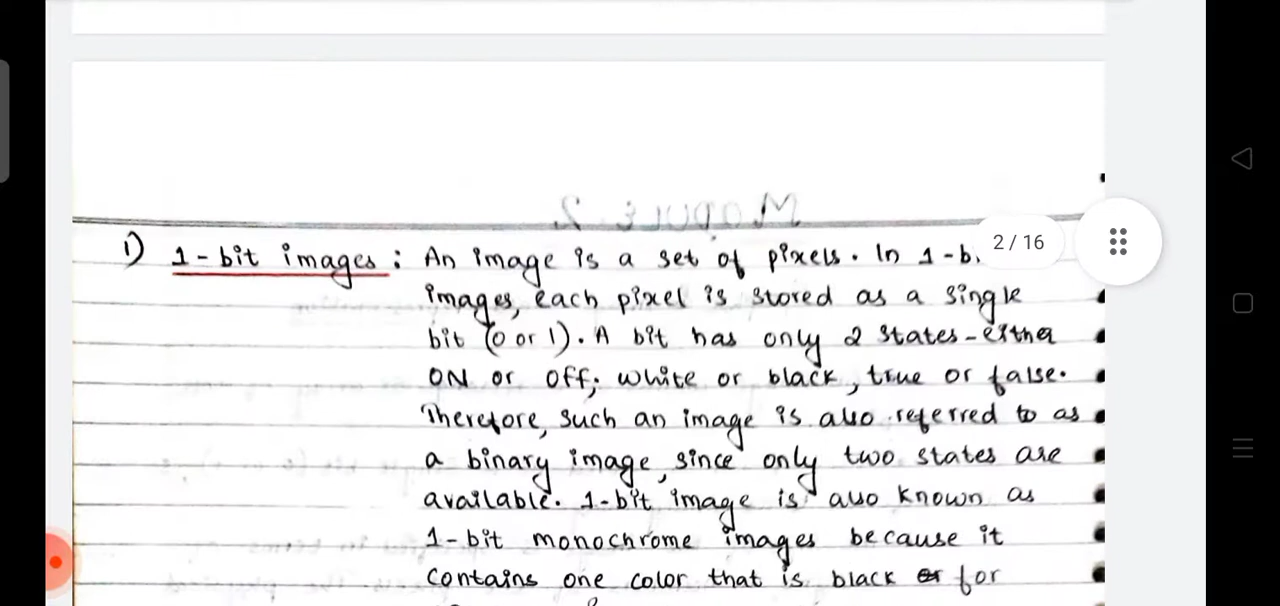 Module 2
2 / 16
1) 1-bit images : An image is a set of pixels. In 1-b
images, each pixel is stored as a single
bit (0 or 1). A bit has only 2 states - either
ON or off; white or black, true or false.
Therefore, such an image is also referred to as
a binary image, since only two states are
available. 1-bit image is also known as
1-bit monochrome images because it
contains one color that is black or for